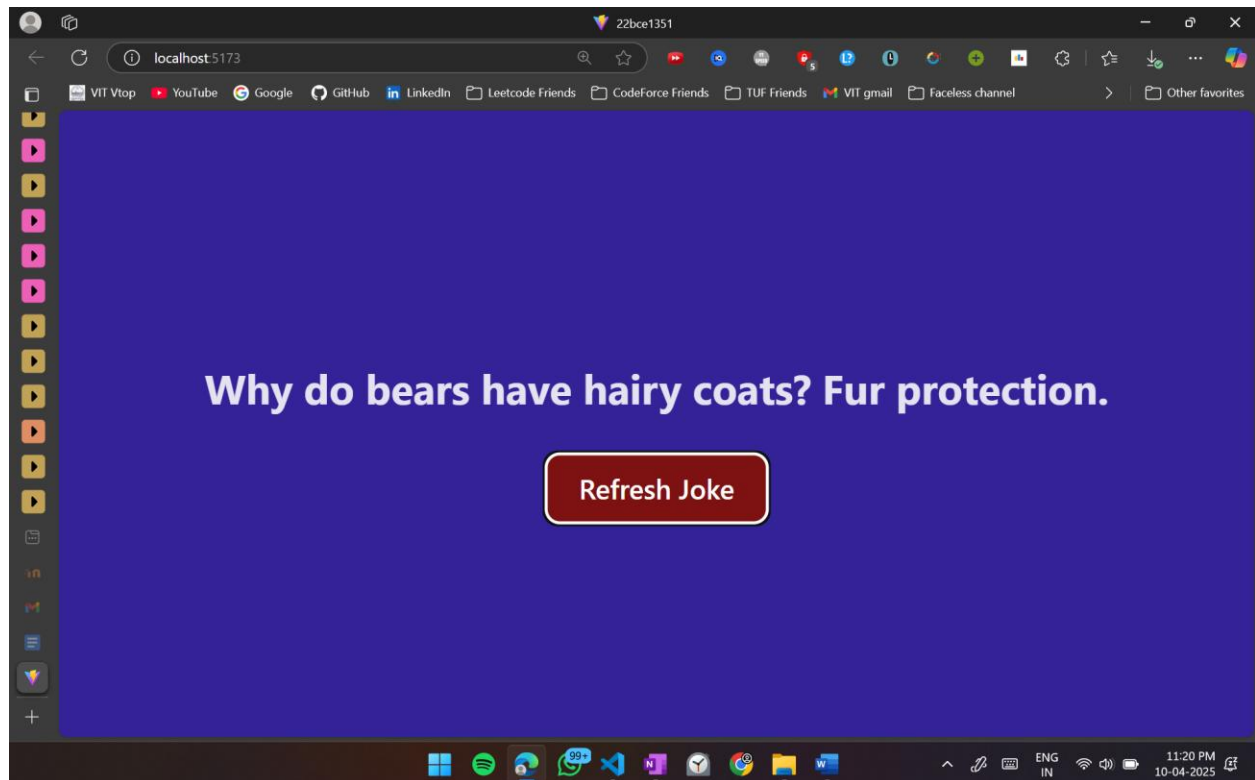 22bce1351
localhost:5173
VIT Vtop YouTube Google GitHub LinkedIn Leetcode Friends CodeForce Friends TUF Friends VIT gmail Faceless channel Other favorites
Why do bears have hairy coats? Fur protection.
Refresh Joke
99+
ENG
IN
11:20 PM
10-04-2025